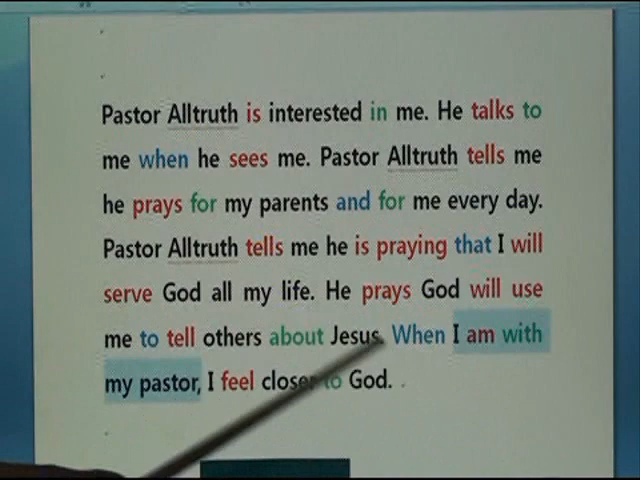 Pastor Alltruth is interested in me. He talks to
me when he sees me. Pastor Alltruth tells me
he prays for my parents and for me every day.
Pastor Alltruth tells me he is praying that I will
serve God all my life. He prays God will use
me to tell others about Jesus. When I am with
my pastor, I feel closer to God.